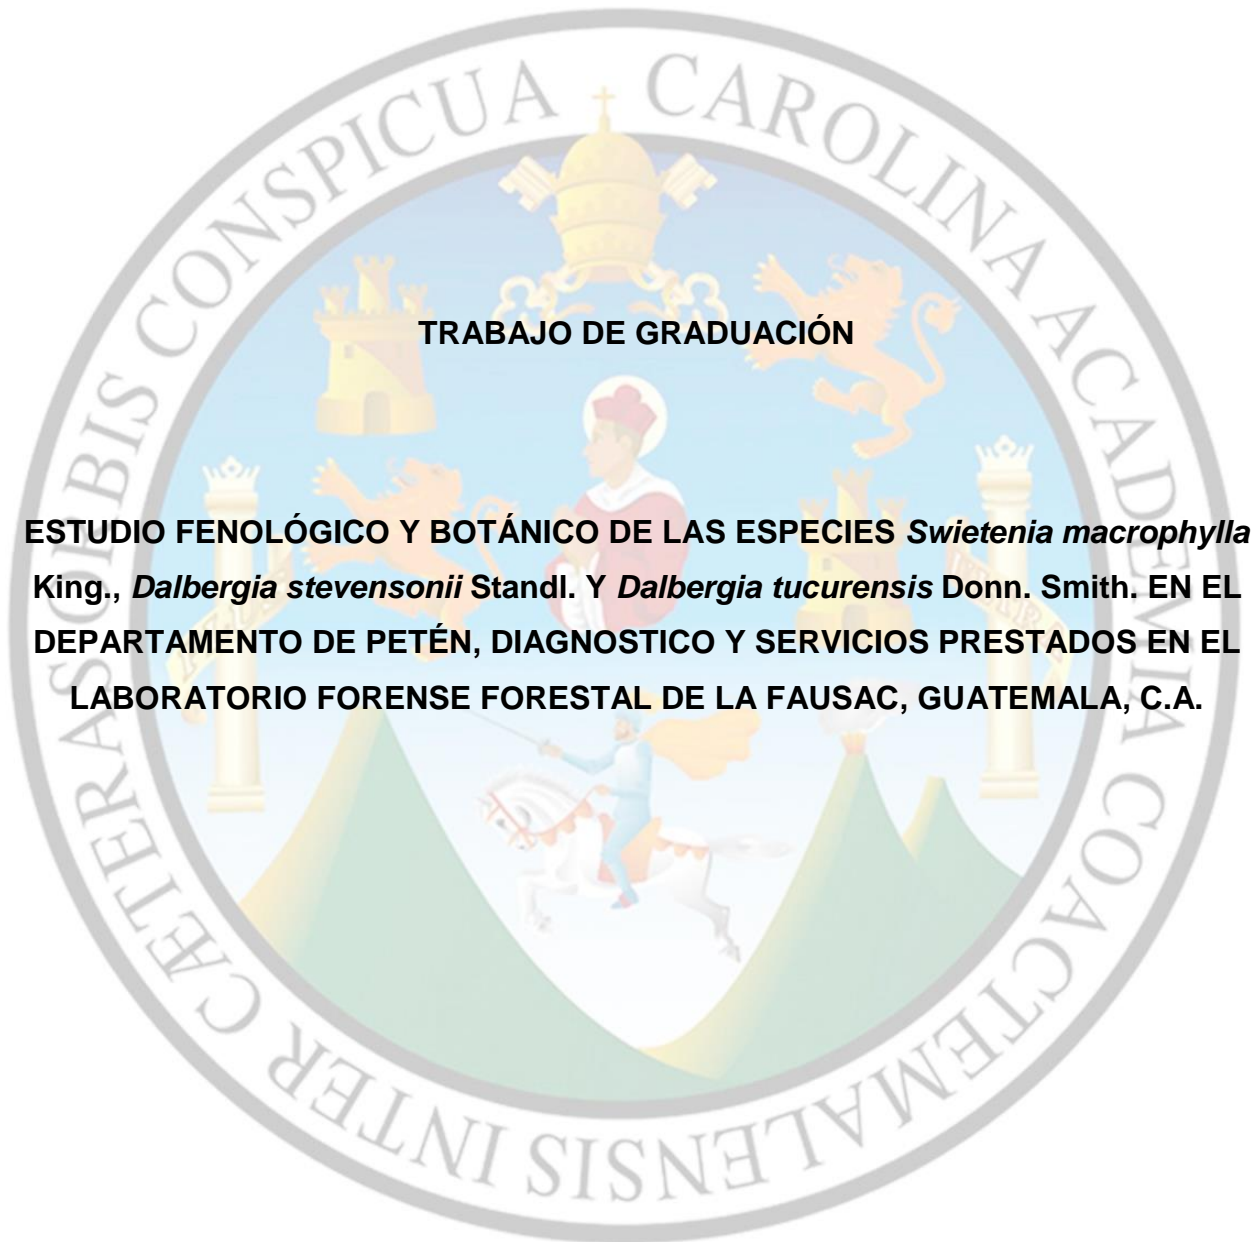 TRABAJO DE GRADUACIÓN
ESTUDIO FENOLÓGICO Y BOTÁNICO DE LAS ESPECIES Swietenia macrophylla
King., Dalbergia stevensonii Standl. Y Dalbergia tucurensis Donn. Smith. EN EL
DEPARTAMENTO DE PETÉN, DIAGNOSTICO Y SERVICIOS PRESTADOS EN EL
LABORATORIO FORENSE FORESTAL DE LA FAUSAC, GUATEMALA, C.A.
CAROLINA ACADEMIA COACTEMALENSIS INTER CÆTERAS ORBIS CONSPICUA